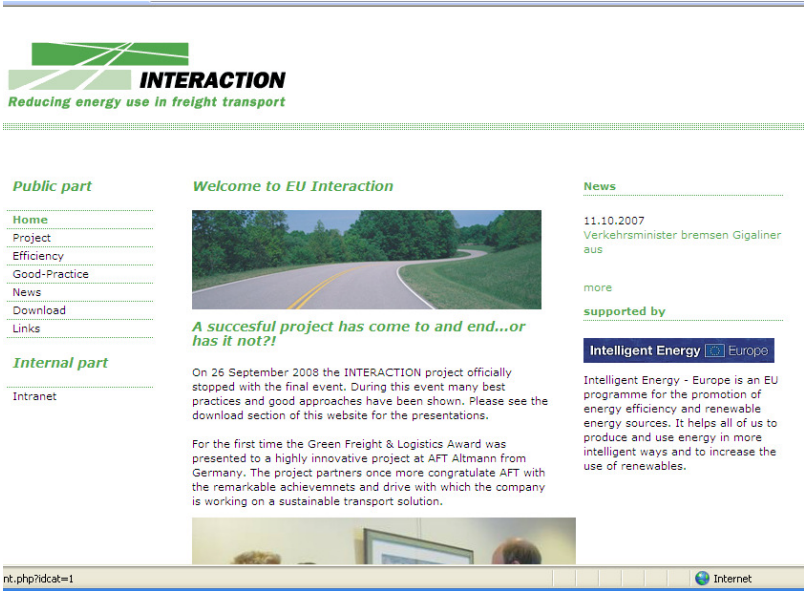 INTERACTION
Reducing energy use in freight transport
Public part
Home
Project
Efficiency
Good-Practice
News
Download
Links
Internal part
Intranet
Welcome to EU Interaction
A succesful project has come to and end...or
has it not?!
On 26 September 2008 the INTERACTION project officially
stopped with the final event. During this event many best
practices and good approaches have been shown. Please see the
download section of this website for the presentations.
For the first time the Green Freight & Logistics Award was
presented to a highly innovative project at AFT Altmann from
Germany. The project partners once more congratulate AFT with
the remarkable achievemnets and drive with which the company
is working on a sustainable transport solution.
News
11.10.2007
Verkehrsminister bremsen Gigaliner
aus
more
supported by
Intelligent Energy Europe
Intelligent Energy - Europe is an EU
programme for the promotion of
energy efficiency and renewable
energy sources. It helps all of us to
produce and use energy in more
intelligent ways and to increase the
use of renewables.
nt.php?idcat=1
Internet